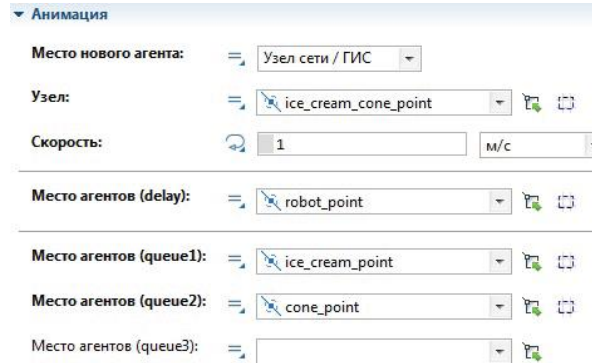 Анимация
Место нового агента: Узел сети / ГИС
Узел: ice_cream_cone_point
Скорость: 1 м/с
Место агентов (delay): robot_point
Место агентов (queue1): ice_cream_point
Место агентов (queue2): cone_point
Место агентов (queue3):